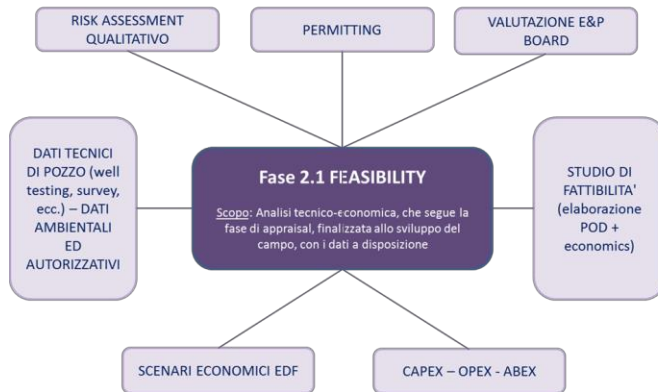 RISK ASSESSMENT
QUALITATIVO
PERMITTING
VALUTAZIONE E&P
BOARD
DATI TECNICI
DI POZZO (well
testing, survey,
ecc.) – DATI
AMBIENTALI
ED
AUTORIZZATIVI
Fase 2.1 FEASIBILITY
Scopo: Analisi tecnico-economica, che segue la
fase di appraisal, finalizzata allo sviluppo del
campo, con i dati a disposizione
STUDIO DI
FATTIBILITA'
(elaborazione
POD +
economics)
SCENARI ECONOMICI EDF
CAPEX – OPEX - ABEX